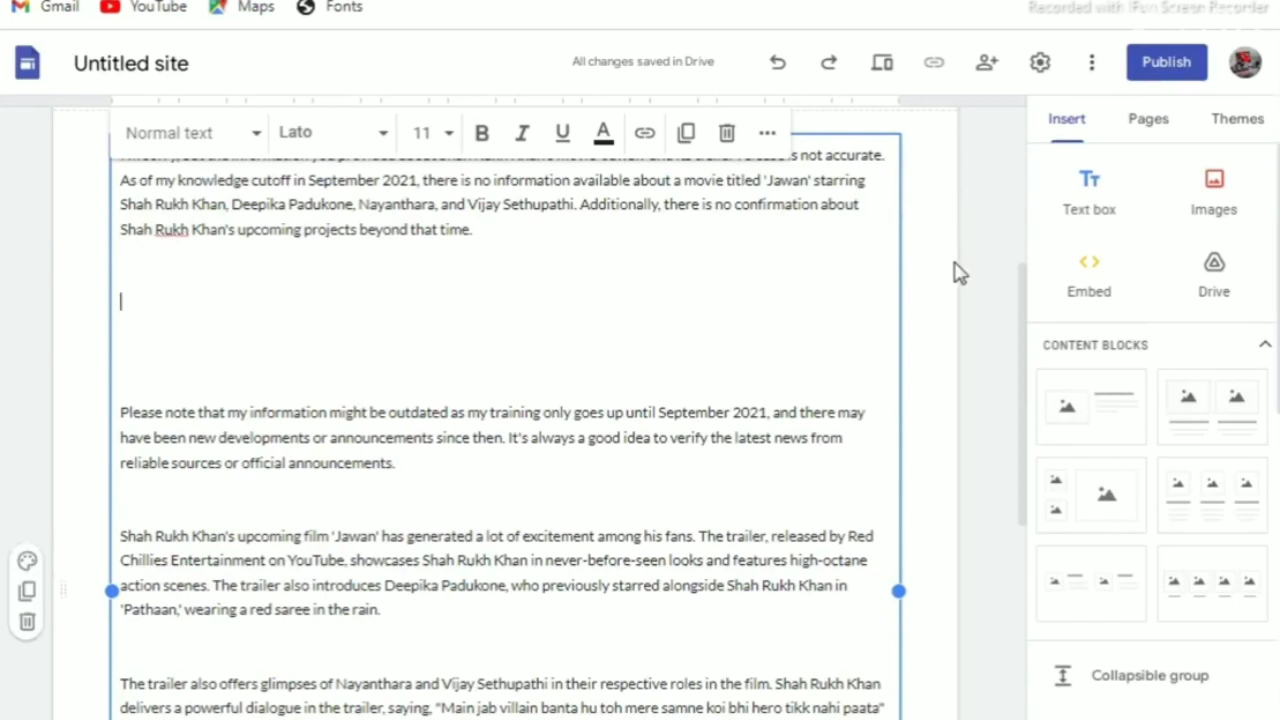 Gmail YouTube Maps Fonts
Recorded with iFun Screen Recorder
Untitled site
All changes saved in Drive
Publish
Normal text Lato 11 B I U A
Insert Pages Themes
is not accurate.
As of my knowledge cutoff in September 2021, there is no information available about a movie titled 'Jawan' starring
Shah Rukh Khan, Deepika Padukone, Nayanthara, and Vijay Sethupathi. Additionally, there is no confirmation about
Shah Rukh Khan's upcoming projects beyond that time.
Tт
Text box Images
Embed Drive
CONTENT BLOCKS
Please note that my information might be outdated as my training only goes up until September 2021, and there may
have been new developments or announcements since then. It's always a good idea to verify the latest news from
reliable sources or official announcements.
Shah Rukh Khan's upcoming film 'Jawan' has generated a lot of excitement among his fans. The trailer, released by Red
Chillies Entertainment on YouTube, showcases Shah Rukh Khan in never-before-seen looks and features high-octane
action scenes. The trailer also introduces Deepika Padukone, who previously starred alongside Shah Rukh Khan in
'Pathaan,' wearing a red saree in the rain.
The trailer also offers glimpses of Nayanthara and Vijay Sethupathi in their respective roles in the film. Shah Rukh Khan
delivers a powerful dialogue in the trailer, saying, "Main jab villain banta hu toh mere samne koi bhi hero tikk nahi paata"
Collapsible group